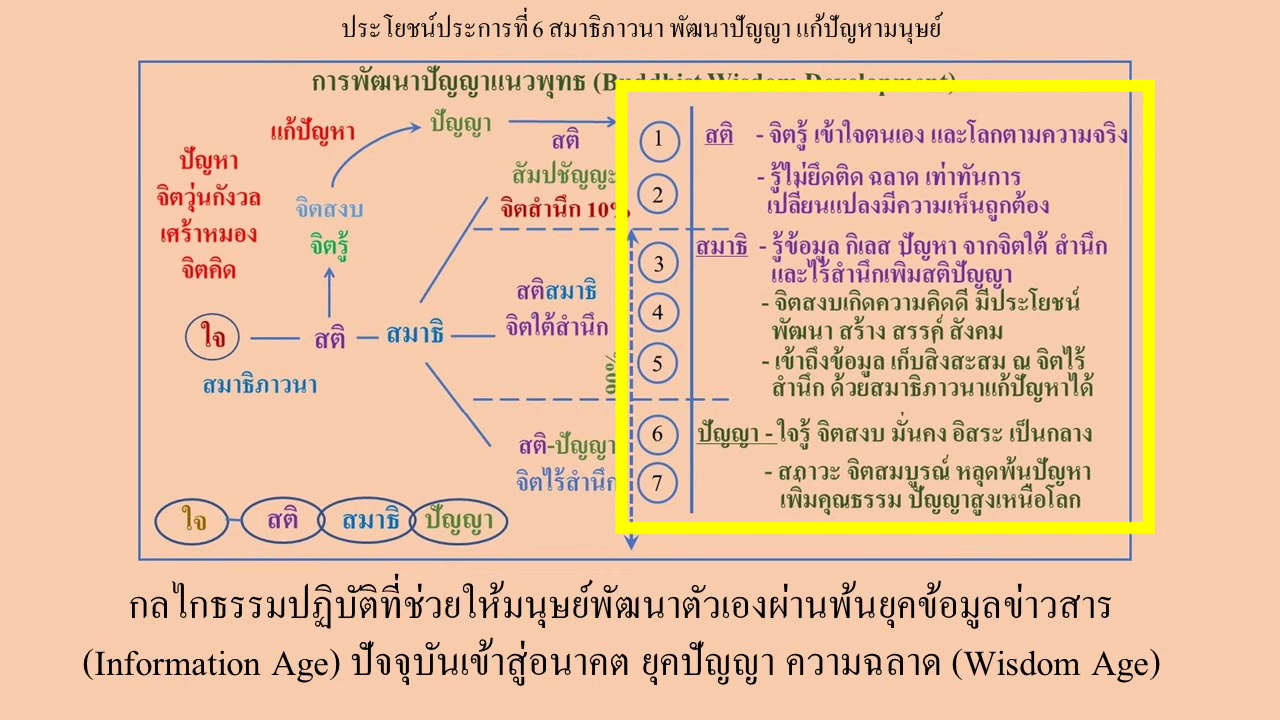 ประโยชน์ประการที่ 6 สมาธิภาวนา พัฒนาปัญญา แก้ปัญหามนุษย์
การพัฒนาปัญญาแนวพุทธ (Buddhist Wisdom Development)
แก้ปัญหา
ปัญญา
ปัญหา
จิตวุ่นกังวล
เศร้าหมอง
จิตคิด
จิตสงบ
จิตรู้
ใจ
สติ
สมาธิ
สมาธิภาวนา
สติ
สัมปชัญญะ
จิตสำนึก 10%
สติสมาธิ
จิตใต้สำนึก
90%
สติ-ปัญญา
จิตไร้สำนึก
ใจ
สติ
สมาธิ
ปัญญา
1 สติ - จิตรู้ เข้าใจตนเอง และโลกตามความจริง
2 - รู้ไม่ยึดติด ฉลาด เท่าทันการ
เปลี่ยนแปลงมีความเห็นถูกต้อง
3 สมาธิ - รู้ข้อมูล กิเลส ปัญหา จากจิตใต้ สำนึก
และไร้สำนึกเพิ่มสติปัญญา
4 - จิตสงบเกิดความคิดดี มีประโยชน์
พัฒนา สร้าง สรรค์ สังคม
5 - เข้าถึงข้อมูล เก็บสิ่งสะสม ณ จิตไร้
สำนึก ด้วยสมาธิภาวนาแก้ปัญหาได้
6 ปัญญา - ใจรู้ จิตสงบ มั่นคง อิสระ เป็นกลาง
7 - สภาวะ จิตสมบูรณ์ หลุดพ้นปัญหา
เพิ่มคุณธรรม ปัญญาสูงเหนือโลก
กลไกธรรมปฏิบัติที่ช่วยให้มนุษย์พัฒนาตัวเองผ่านพ้นยุคข้อมูลข่าวสาร
(Information Age) ปัจจุบันเข้าสู่อนาคต ยุคปัญญา ความฉลาด (Wisdom Age)